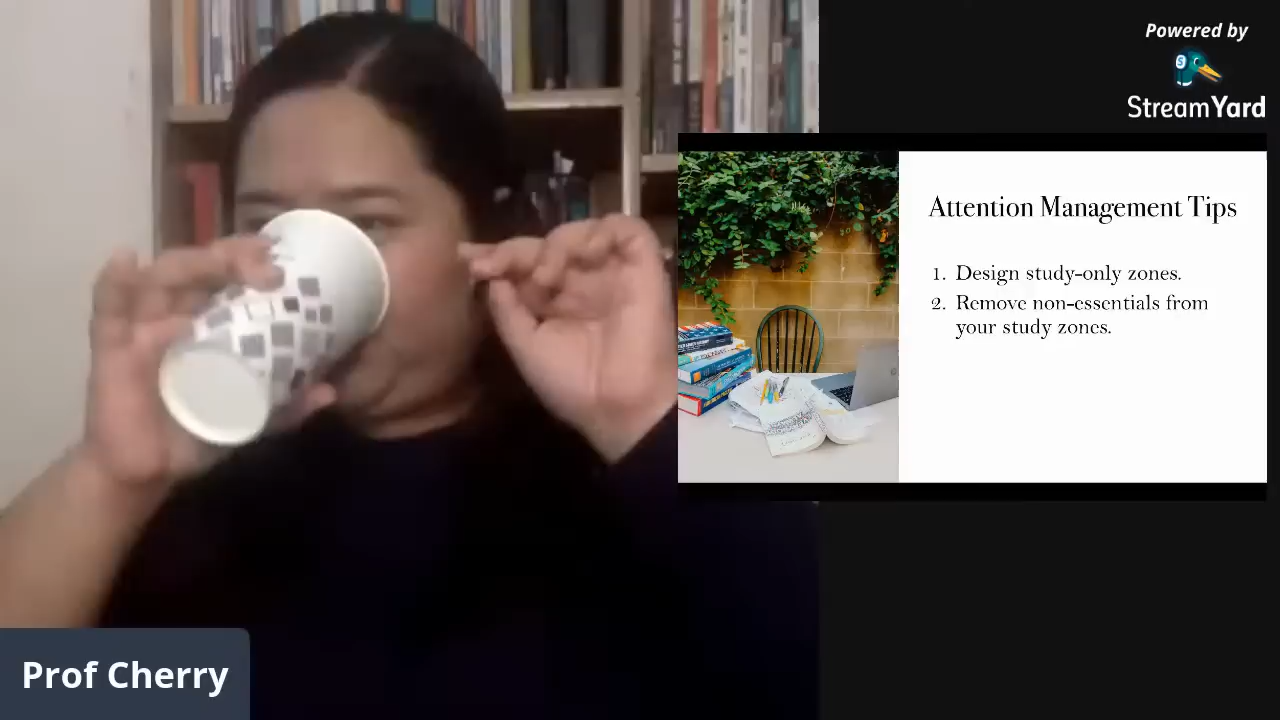 Powered by
StreamYard
Attention Management Tips
1. Design study-only zones.
2. Remove non-essentials from
your study zones.
Prof Cherry